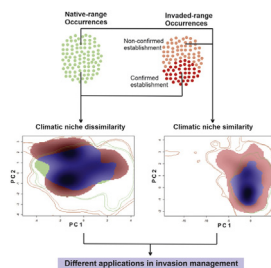 Native-range
Occurrences
Invaded-range
Occurrences
Non-confirmed
establishment
Confirmed
establishment
Climatic niche dissimilarity
Climatic niche similarity
PC 2
PC 1
PC 2
PC 1
Different applications in invasion management